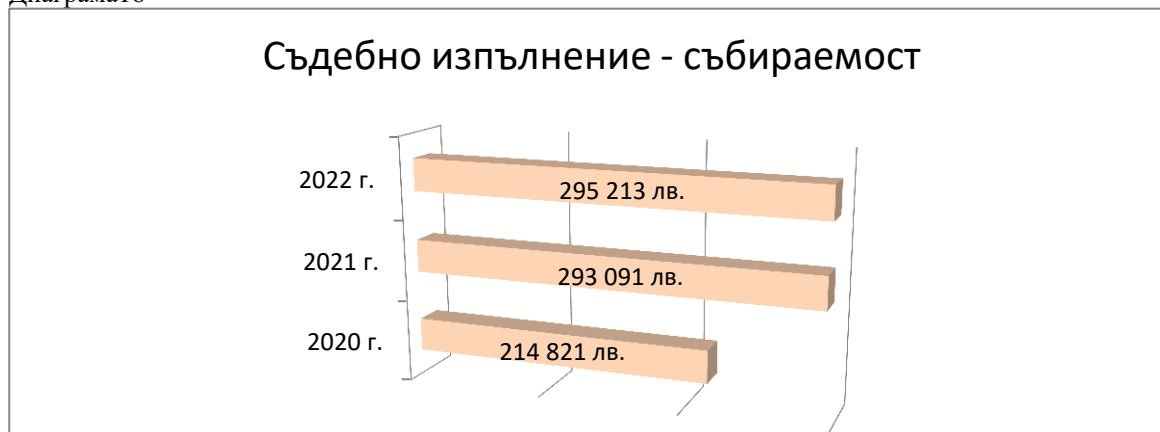 Съдебно изпълнение - събираемост
2022 г.
295 213 лв.
2021 г.
293 091 лв.
2020 г.
214 821 лв.